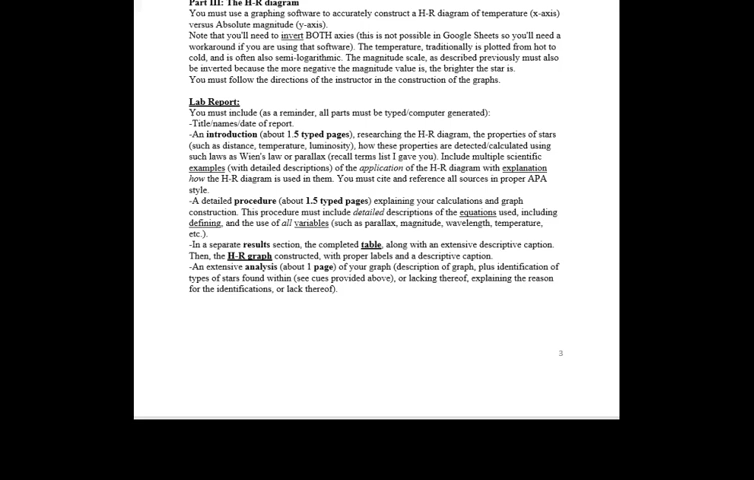 Part III: The H-R diagram
You must use a graphing software to accurately construct a H-R diagram of temperature (x-axis)
versus Absolute magnitude (y-axis).
Note that you'll need to invert BOTH axies (this is not possible in Google Sheets so you'll need a
workaround if you are using that software). The temperature, traditionally is plotted from hot to
cold, and is often also semi-logarithmic. The magnitude scale, as described previously must also
be inverted because the more negative the magnitude value is, the brighter the star is.
You must follow the directions of the instructor in the construction of the graphs.
Lab Report:
You must include (as a reminder, all parts must be typed/computer generated):
-Title/names/date of report.
-An introduction (about 1.5 typed pages), researching the H-R diagram, the properties of stars
(such as distance, temperature, luminosity), how these properties are detected/calculated using
such laws as Wien's law or parallax (recall terms list I gave you). Include multiple scientific
examples (with detailed descriptions) of the application of the H-R diagram with explanation
how the H-R diagram is used in them. You must cite and reference all sources in proper APA
style.
-A detailed procedure (about 1.5 typed pages) explaining your calculations and graph
construction. This procedure must include detailed descriptions of the equations used, including
defining, and the use of all variables (such as parallax, magnitude, wavelength, temperature,
etc.).
-In a separate results section, the completed table, along with an extensive descriptive caption.
Then, the H-R graph constructed, with proper labels and a descriptive caption.
-An extensive analysis (about 1 page) of your graph (description of graph, plus identification of
types of stars found within (see cues provided above), or lacking thereof, explaining the reason
for the identifications, or lack thereof).
3